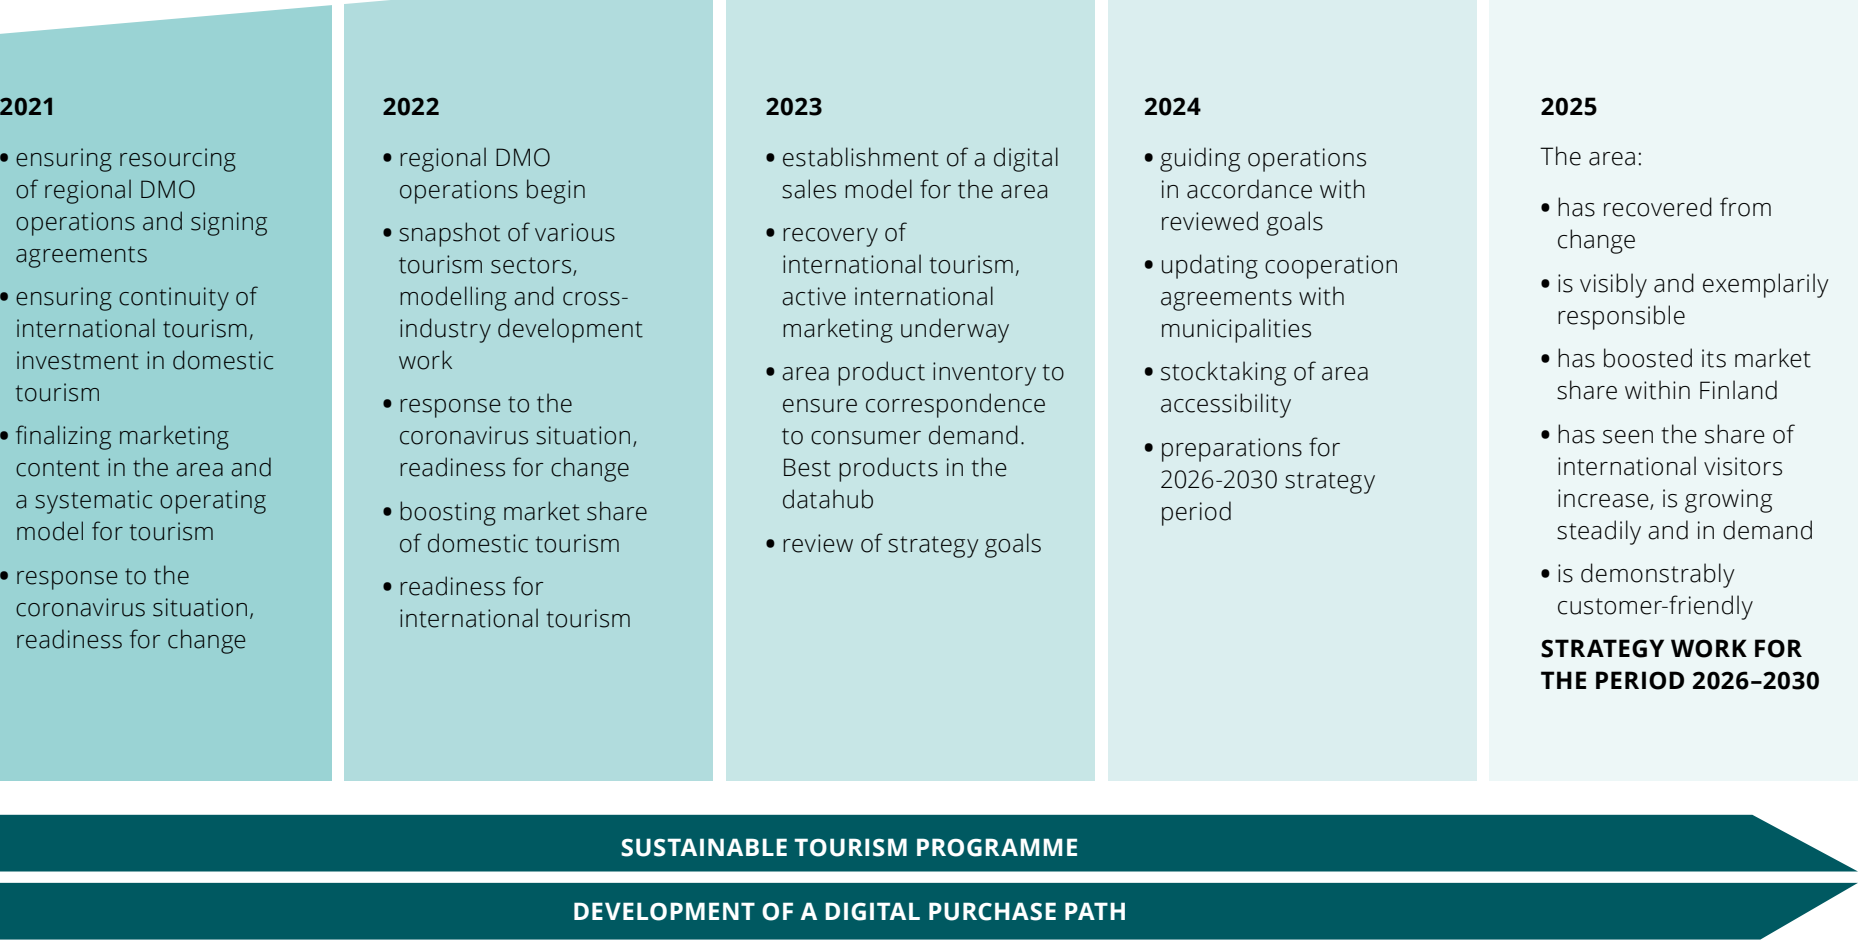 2021
• ensuring resourcing
of regional DMO
operations and signing
agreements
• ensuring continuity of
international tourism,
investment in domestic
tourism
• finalizing marketing
content in the area and
a systematic operating
model for tourism
• response to the
coronavirus situation,
readiness for change
2022
• regional DMO
operations begin
• snapshot of various
tourism sectors,
modelling and cross-
industry development
work
• response to the
coronavirus situation,
readiness for change
• boosting market share
of domestic tourism
• readiness for
international tourism
2023
• establishment of a digital
sales model for the area
• recovery of
international tourism,
active international
marketing underway
• area product inventory to
ensure correspondence
to consumer demand.
Best products in the
datahub
• review of strategy goals
2024
• guiding operations
in accordance with
reviewed goals
• updating cooperation
agreements with
municipalities
• stocktaking of area
accessibility
• preparations for
2026-2030 strategy
period
2025
The area:
• has recovered from
change
• is visibly and exemplarily
responsible
• has boosted its market
share within Finland
• has seen the share of
international visitors
increase, is growing
steadily and in demand
• is demonstrably
customer-friendly
STRATEGY WORK FOR
THE PERIOD 2026–2030
SUSTAINABLE TOURISM PROGRAMME
DEVELOPMENT OF A DIGITAL PURCHASE PATH